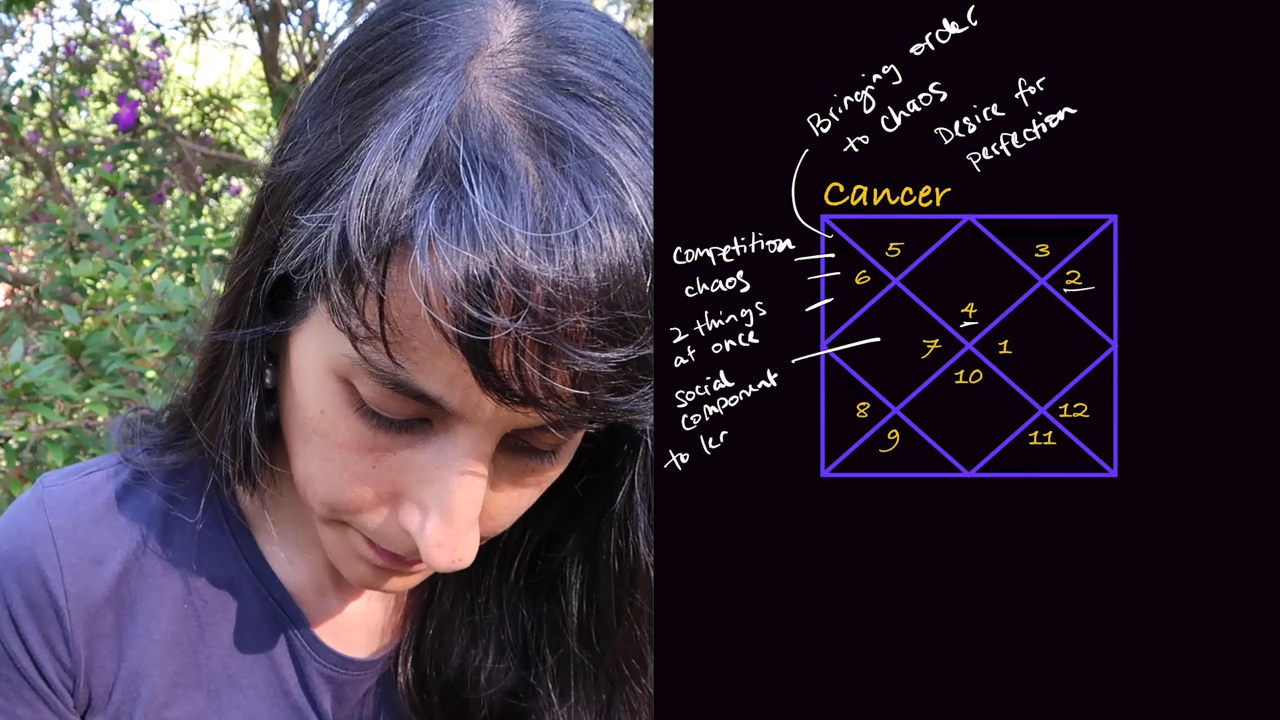 Bringing order
to chaos
Desire for
perfection
Cancer
competition
chaos
2 things
at once
social
component
to ler
5
3
6
2
4
7
1
10
8
12
9
11